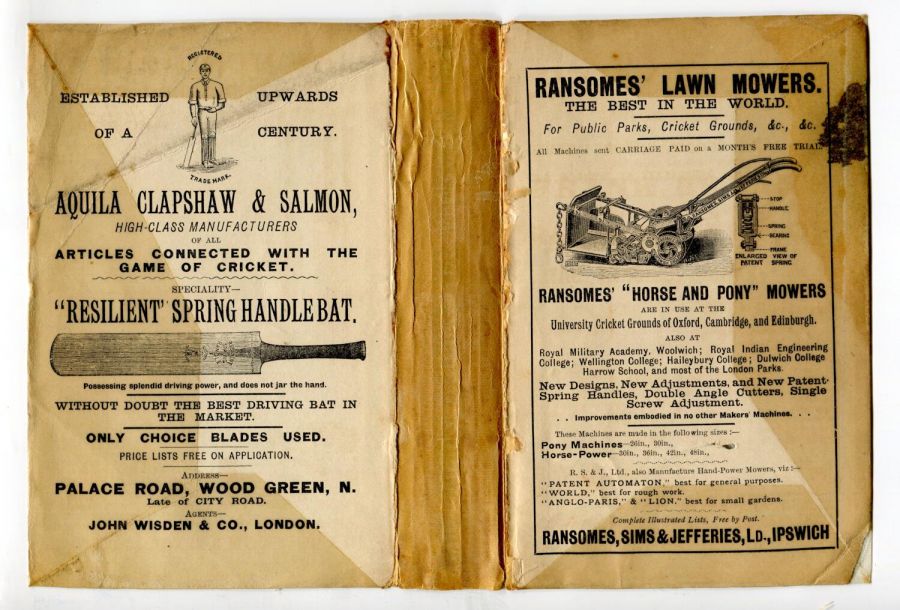 REGISTERED
ESTABLISHED UPWARDS
OF A CENTURY.
TRADE MARK.
AQUILA CLAPSHAW & SALMON,
HIGH-CLASS MANUFACTURERS
OF ALL
ARTICLES CONNECTED WITH THE
GAME OF CRICKET.
SPECIALITY—
"RESILIENT" SPRING HANDLE BAT.
Possessing splendid driving power, and does not jar the hand.
WITHOUT DOUBT THE BEST DRIVING BAT IN
THE MARKET.
ONLY CHOICE BLADES USED.
PRICE LISTS FREE ON APPLICATION.
ADDRESS—
PALACE ROAD, WOOD GREEN, N.
Late of CITY ROAD.
AGENTS—
JOHN WISDEN & CO., LONDON.
RANSOMES' LAWN MOWERS.
THE BEST IN THE WORLD.
For Public Parks, Cricket Grounds, &c., &c.
All Machines sent CARRIAGE PAID on a MONTH'S FREE TRIAL.
RANSOMES, SIMS & JEFFERIES, LD.
STOP
HANDLE
SPRING
BEARING
FRAME
ENLARGED VIEW OF
PATENT SPRING
RANSOMES' "HORSE AND PONY" MOWERS
ARE IN USE AT THE
University Cricket Grounds of Oxford, Cambridge, and Edinburgh.
ALSO AT
Royal Military Academy, Woolwich; Royal Indian Engineering
College; Wellington College; Haileybury College; Dulwich College
Harrow School, and most of the London Parks.
New Designs, New Adjustments, and New Patent
Spring Handles, Double Angle Cutters, Single
Screw Adjustment.
. . Improvements embodied in no other Makers' Machines. . .
These Machines are made in the following sizes :—
Pony Machines—26in., 30in.,
Horse-Power—30in., 36in., 42in., 48in.,
R. S. & J., Ltd., also Manufacture Hand-Power Mowers, viz :—
"PATENT AUTOMATON," best for general purposes.
"WORLD," best for rough work.
"ANGLO-PARIS," & "LION," best for small gardens.
Complete Illustrated Lists, Free by Post.
RANSOMES, SIMS & JEFFERIES, LD., IPSWICH